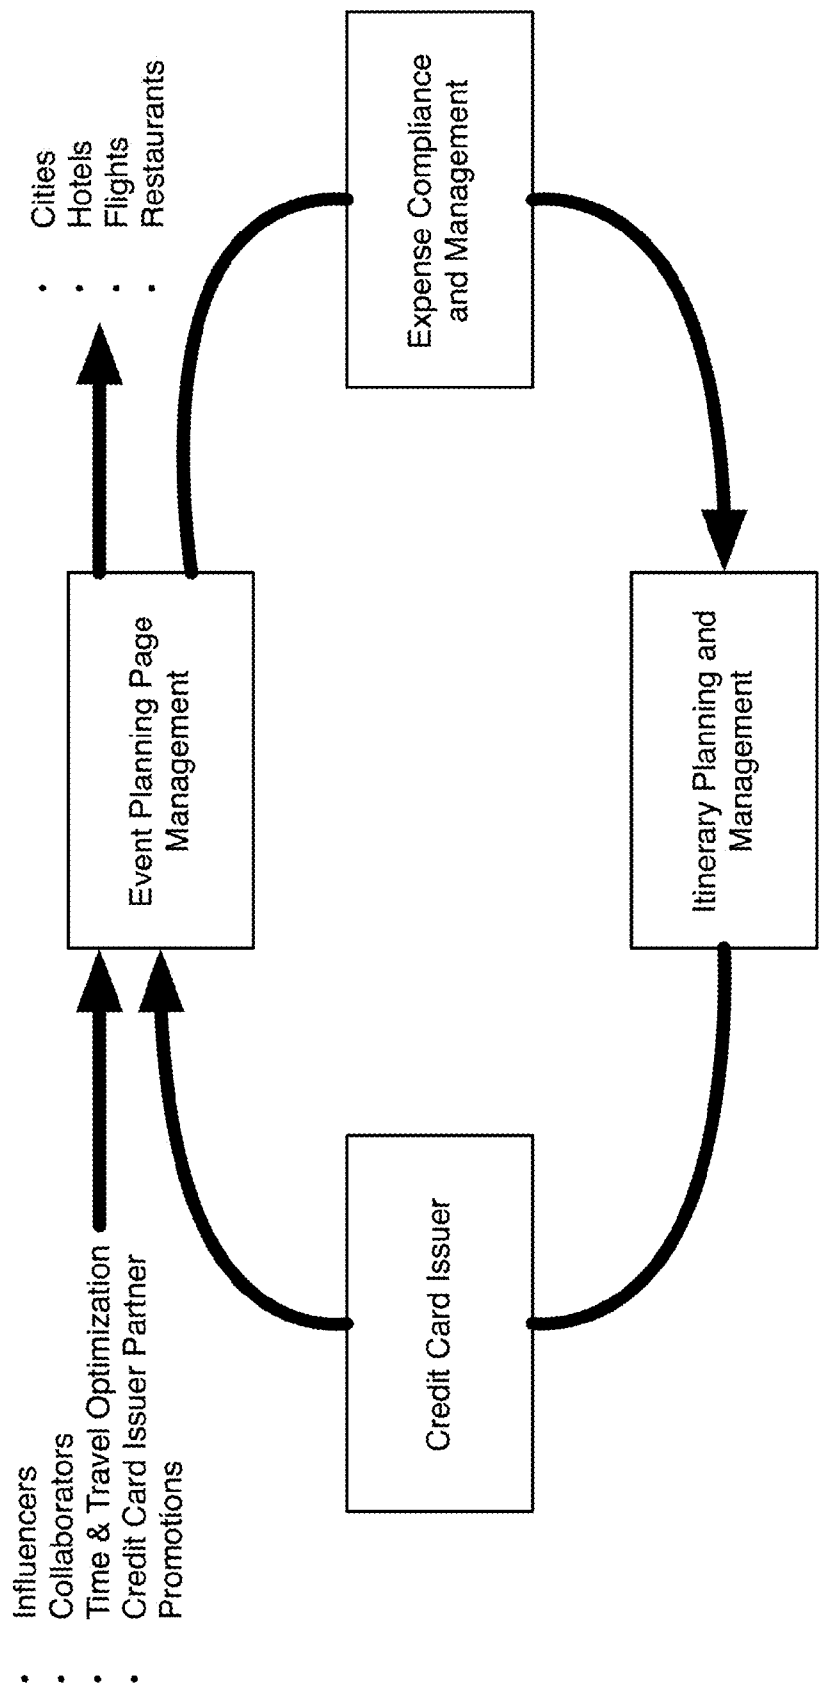 • Influencers
• Collaborators
• Time & Travel Optimization
• Credit Card Issuer Partner
Promotions
• Cities
• Hotels
• Flights
• Restaurants
Event Planning Page
Management
Credit Card Issuer
Expense Compliance
and Management
Itinerary Planning and
Management